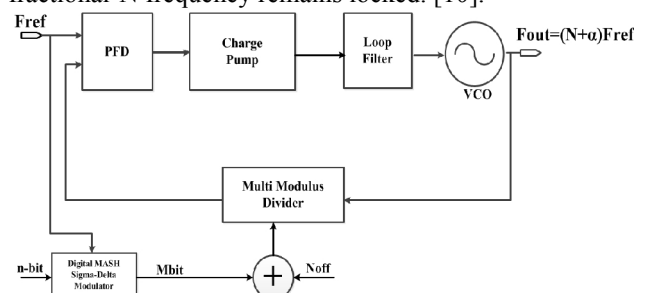 fractional-N frequency remains locked. [10].
Fref
PFD
Charge
Pump
Loop
Filter
VCO
Fout=(N+α)Fref
Multi Modulus
Divider
n-bit
Digital MASH
Sigma-Delta
Modulator
Mbit
+
Noff